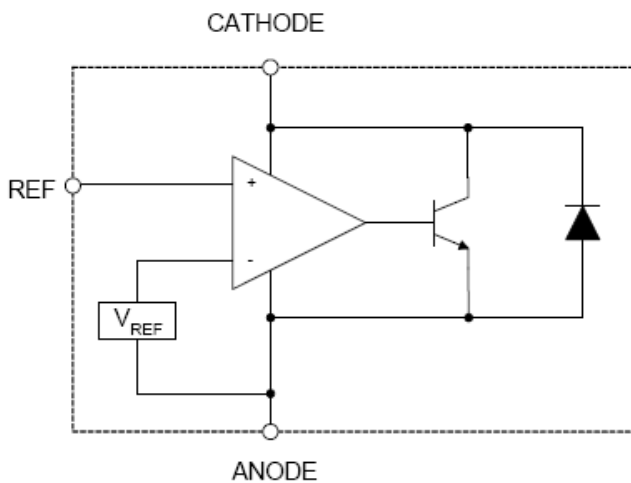 CATHODE
REF
+
-
VREF
ANODE